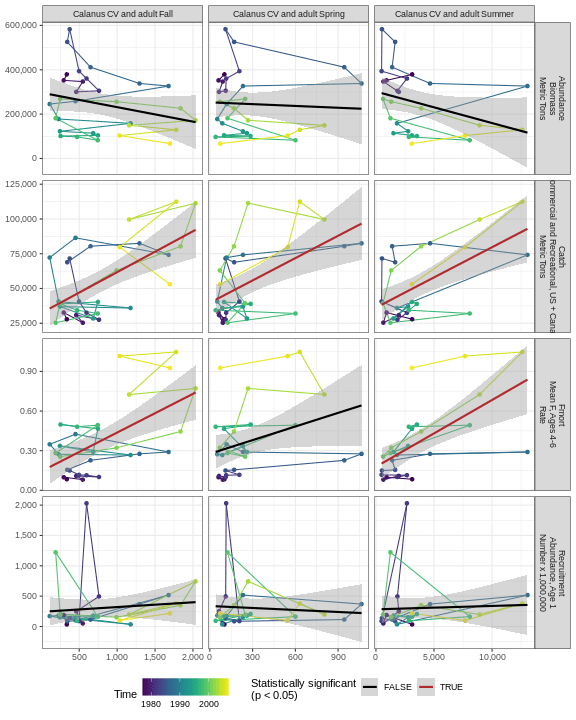 Calanus CV and adult Fall
Calanus CV and adult Spring
Calanus CV and adult Summer
600,000
400,000
200,000
0
Abundance
Biomass
Metric Tons
125,000
100,000
75,000
50,000
25,000
Catch
ommercial and Recreational, US + Cana
Metric Tons
0.90
0.60
0.30
0.00
Fmort
Mean F, Ages 4-6
Rate
2,000
1,500
1,000
500
0
Recruitment
Abundance, Age 1
Number x 1,000,000
500
1,000
1,500
2,000
0
300
600
900
0
5,000
10,000
Time
1980
1990
2000
Statistically significant
(p < 0.05)
FALSE
TRUE